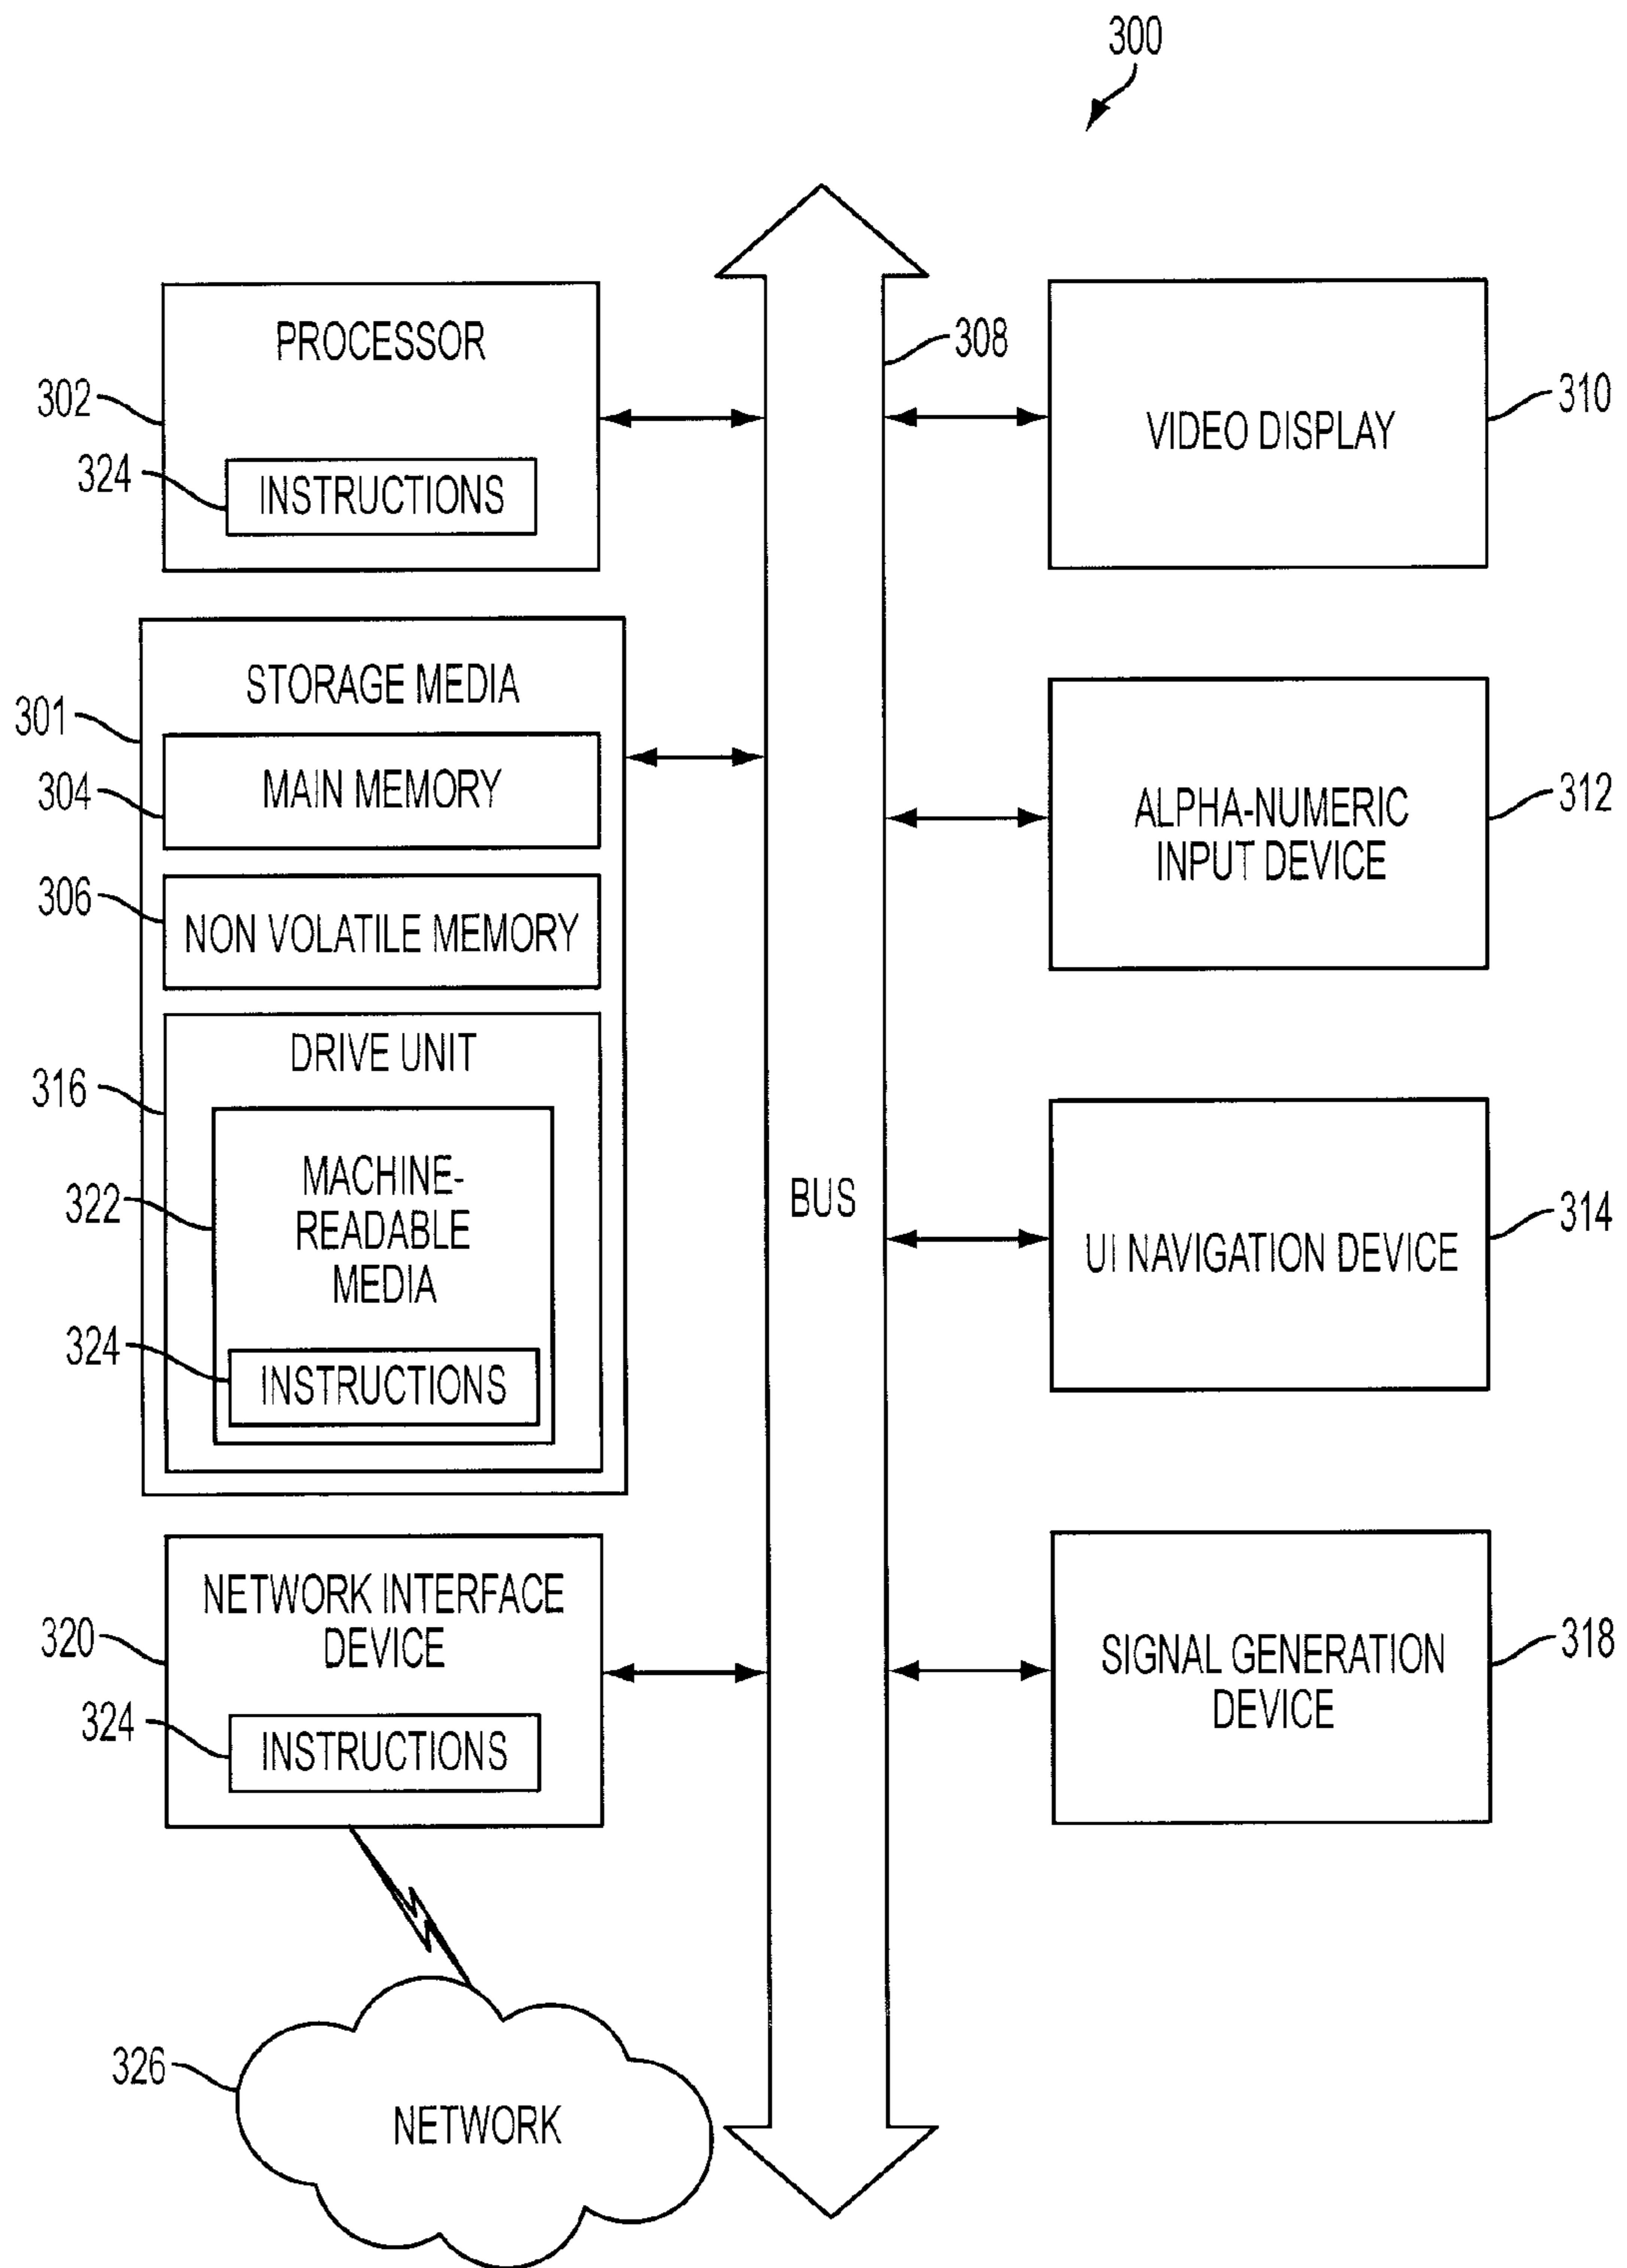 300
PROCESSOR
302
324
INSTRUCTIONS
STORAGE MEDIA
301
MAIN MEMORY
304
306
NON VOLATILE MEMORY
DRIVE UNIT
316
MACHINE-
READABLE
MEDIA
322
324
INSTRUCTIONS
NETWORK INTERFACE
DEVICE
320
324
INSTRUCTIONS
326
NETWORK
308
BUS
VIDEO DISPLAY
310
ALPHA-NUMERIC
INPUT DEVICE
312
UI NAVIGATION DEVICE
314
SIGNAL GENERATION
DEVICE
318